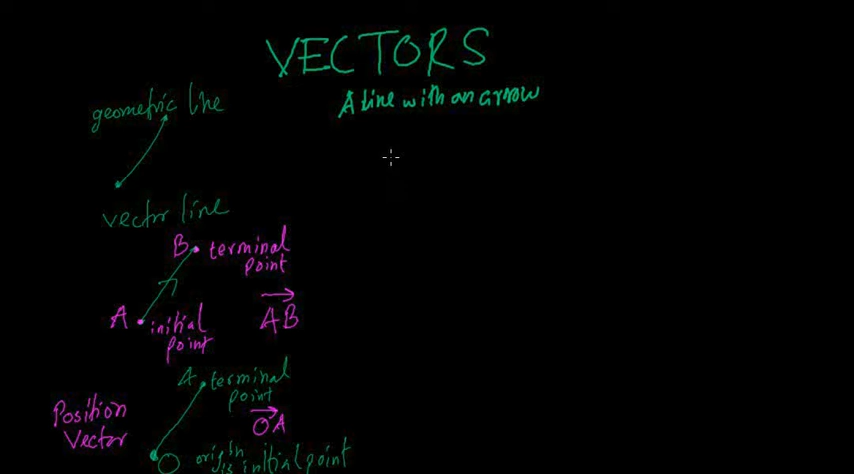 VECTORS
A line with an arrow
geometric line
vector line
B terminal
point
A initial
point
AB
A terminal
point
Position
Vector
OA
O origin
is initial point